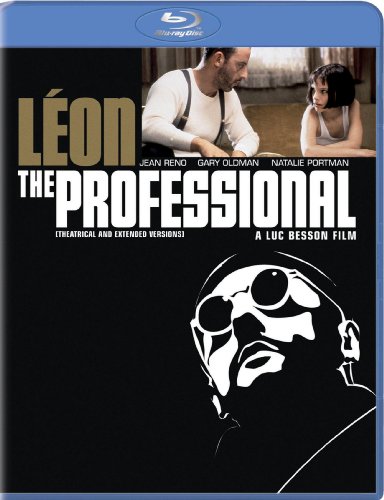 Blu-ray Disc
LÉON
JEAN RENO GARY OLDMAN NATALIE PORTMAN
THE PROFESSIONAL
[THEATRICAL AND EXTENDED VERSIONS] A LUC BESSON FILM